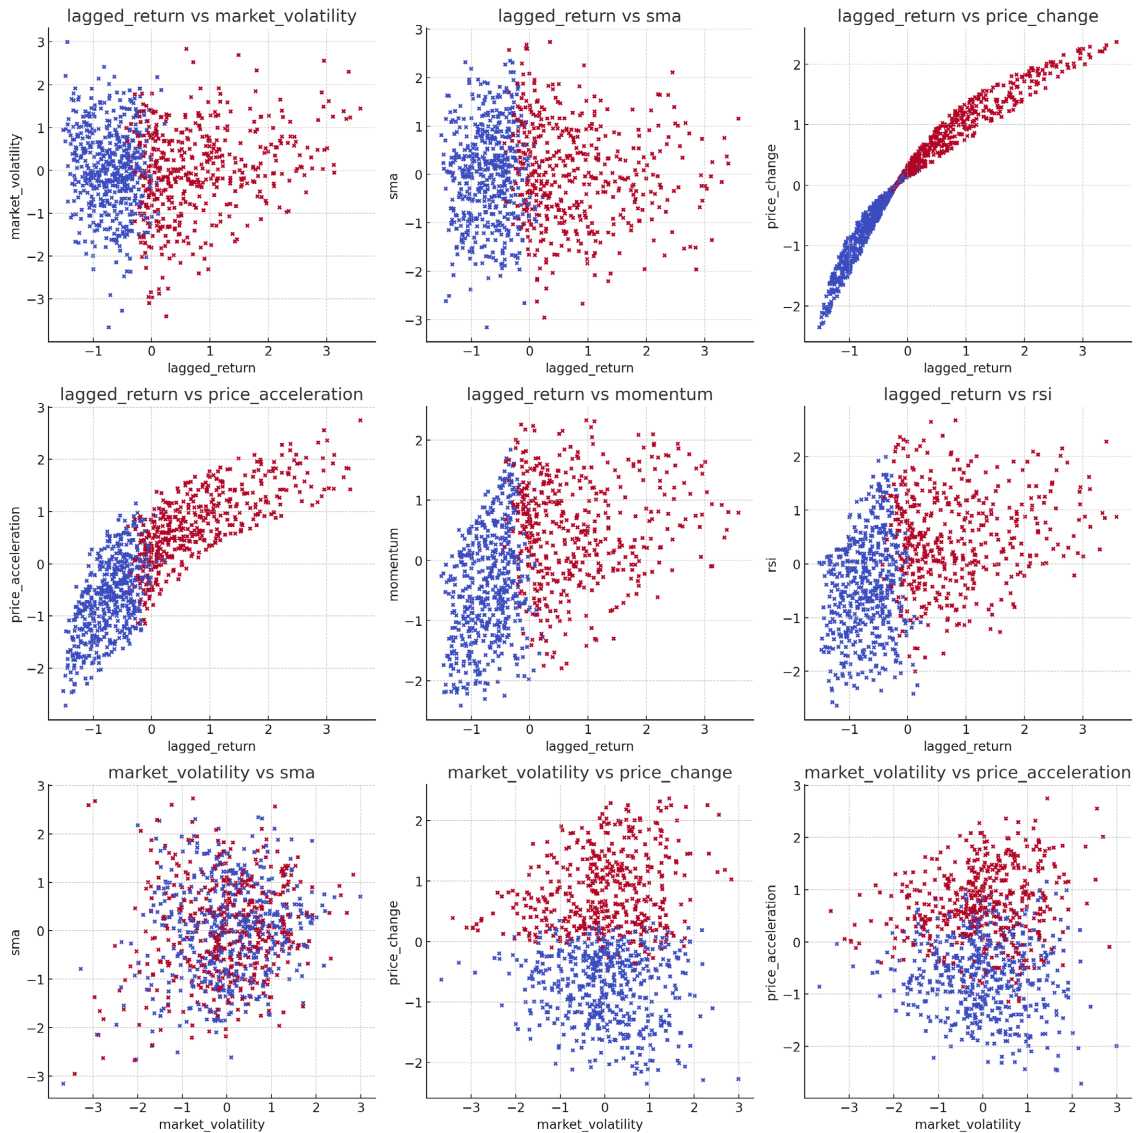 lagged_return vs market_volatility
3
2
1
0
−1
−2
−3
market_volatility
−1 0 1 2 3
lagged_return
lagged_return vs sma
3
2
1
0
−1
−2
−3
sma
−1 0 1 2 3
lagged_return
lagged_return vs price_change
2
1
0
−1
−2
price_change
−1 0 1 2 3
lagged_return
lagged_return vs price_acceleration
3
2
1
0
−1
−2
price_acceleration
−1 0 1 2 3
lagged_return
lagged_return vs momentum
2
1
0
−1
−2
momentum
−1 0 1 2 3
lagged_return
lagged_return vs rsi
2
1
0
−1
−2
rsi
−1 0 1 2 3
lagged_return
market_volatility vs sma
3
2
1
0
−1
−2
−3
sma
−3 −2 −1 0 1 2 3
market_volatility
market_volatility vs price_change
2
1
0
−1
−2
price_change
−3 −2 −1 0 1 2 3
market_volatility
market_volatility vs price_acceleration
3
2
1
0
−1
−2
price_acceleration
−3 −2 −1 0 1 2 3
market_volatility